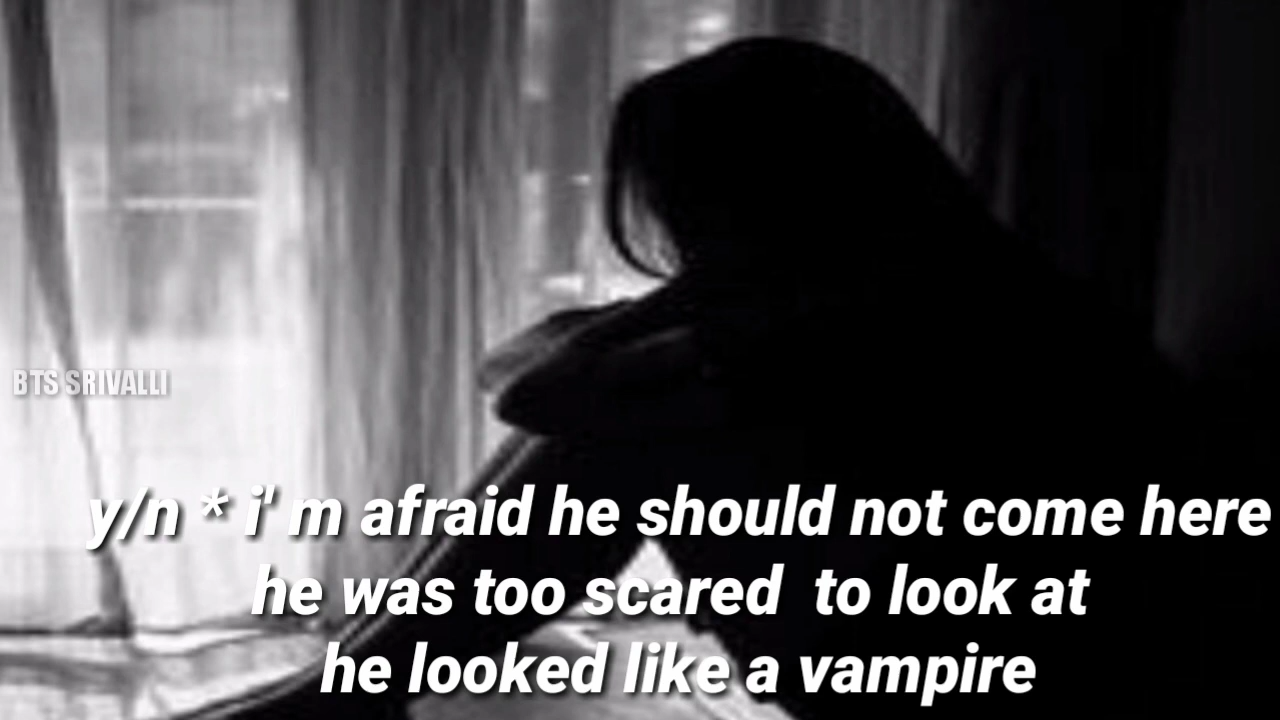 BTS SRIVALLI
y/n * i' m afraid he should not come here
he was too scared to look at
he looked like a vampire